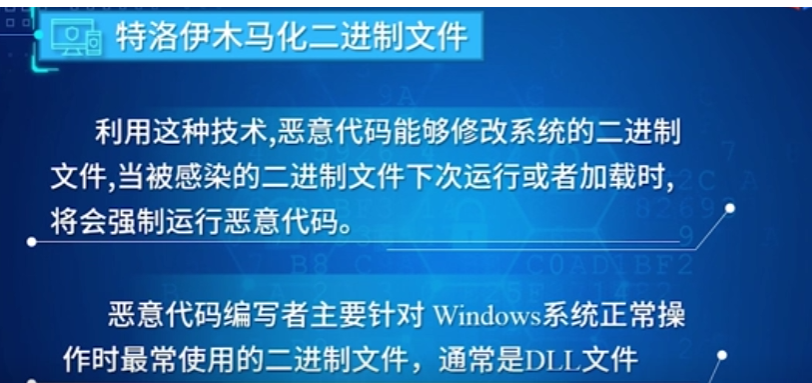 特洛伊木马化二进制文件
利用这种技术,恶意代码能够修改系统的二进制
文件,当被感染的二进制文件下次运行或者加载时,
将会强制运行恶意代码。
恶意代码编写者主要针对 Windows系统正常操
作时最常使用的二进制文件，通常是DLL文件